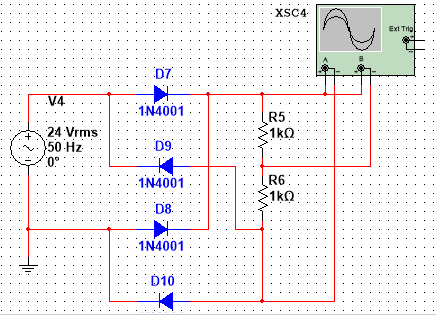 XSC4
Ext Trig
+
-
A
B
+ - + -
V4
24 Vrms
50 Hz
0°
D7
1N4001
D9
1N4001
D8
1N4001
D10
R5
1kΩ
R6
1kΩ